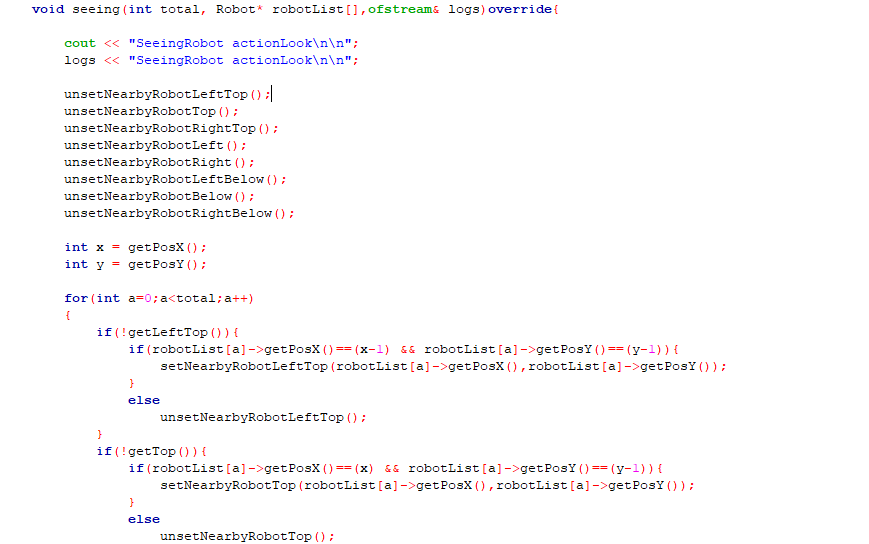 void seeing(int total, Robot* robotList[],ofstream& logs)override{
cout << "SeeingRobot actionLook\n\n";
logs << "SeeingRobot actionLook\n\n";
unsetNearbyRobotLeftTop();
unsetNearbyRobotTop();
unsetNearbyRobotRightTop();
unsetNearbyRobotLeft();
unsetNearbyRobotRight();
unsetNearbyRobotLeftBelow();
unsetNearbyRobotBelow();
unsetNearbyRobotRightBelow();
int x = getPosX();
int y = getPosY();
for(int a=0;a<total;a++)
{
if(!getLeftTop()){
if(robotList[a]->getPosX()==(x-1) && robotList[a]->getPosY()==(y-1)){
setNearbyRobotLeftTop(robotList[a]->getPosX(),robotList[a]->getPosY());
}
else
unsetNearbyRobotLeftTop();
}
if(!getTop()){
if(robotList[a]->getPosX()==(x) && robotList[a]->getPosY()==(y-1)){
setNearbyRobotTop(robotList[a]->getPosX(),robotList[a]->getPosY());
}
else
unsetNearbyRobotTop();